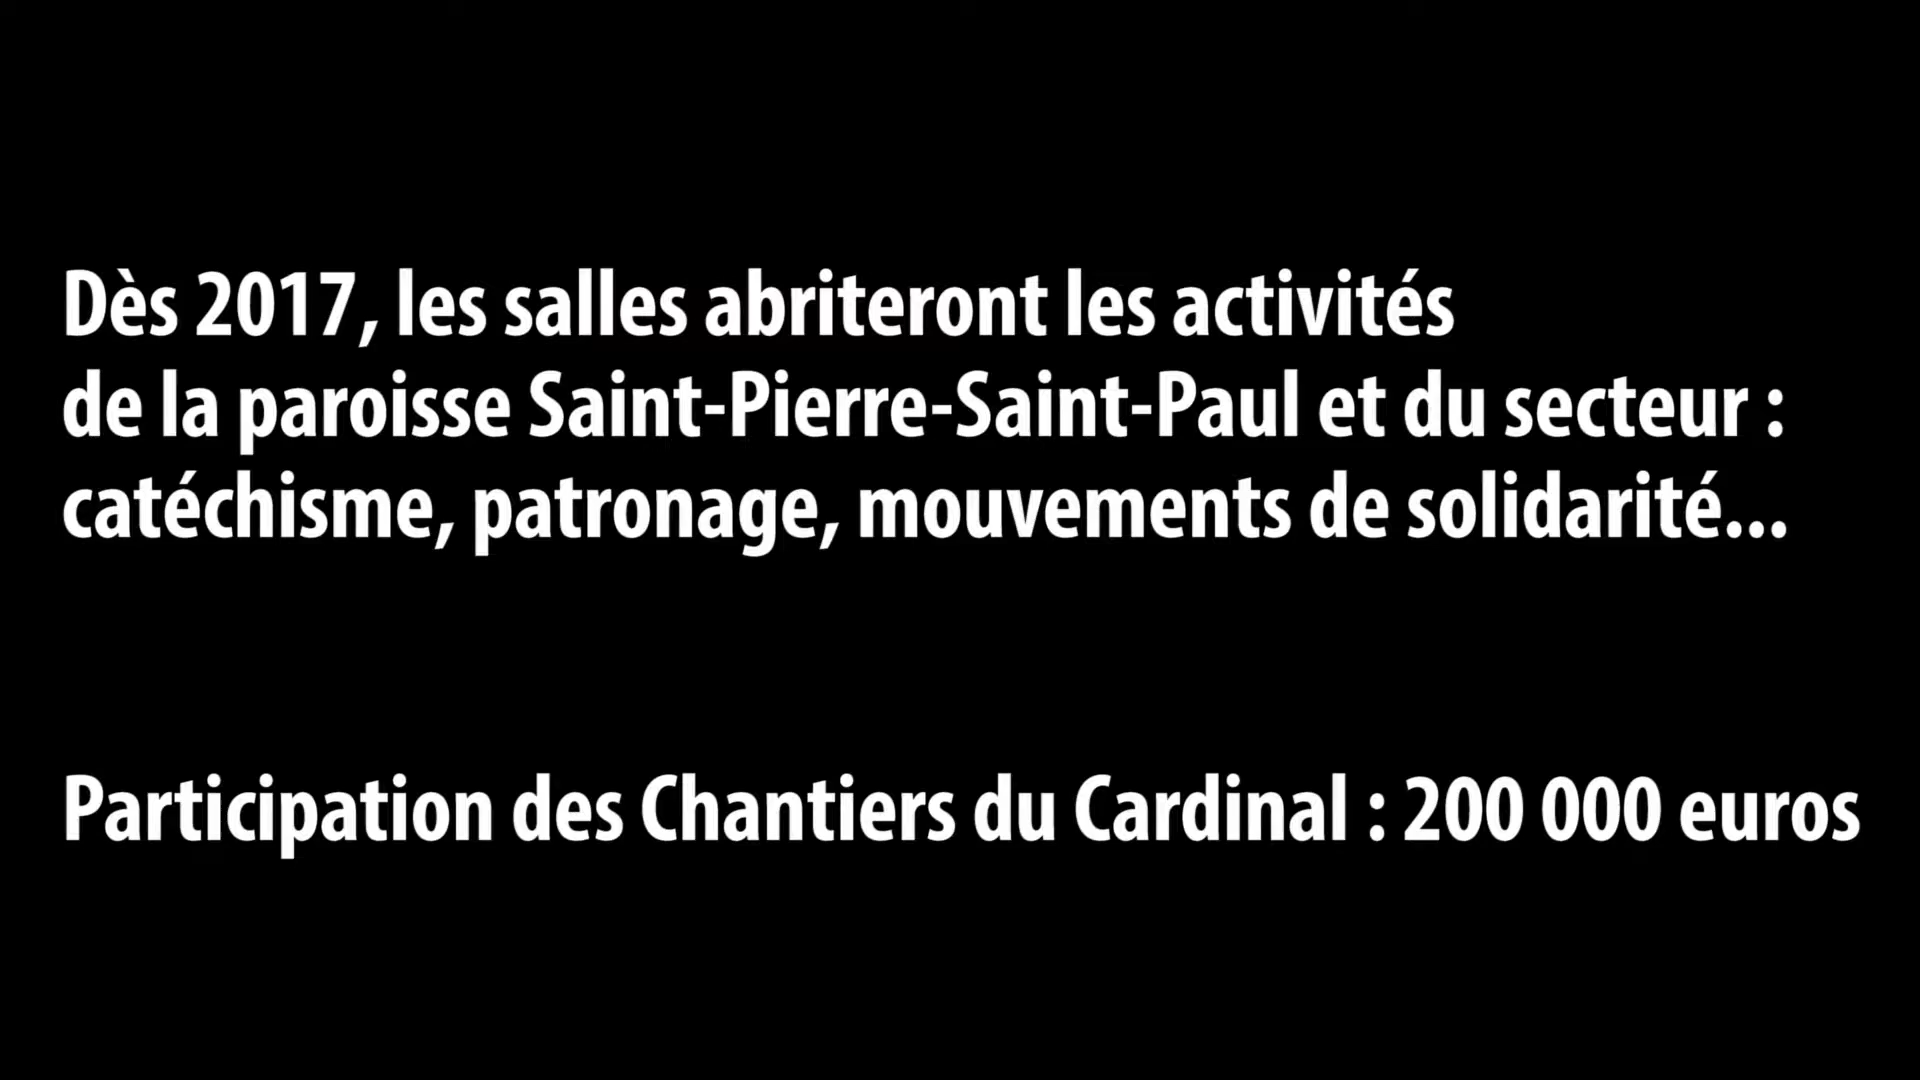 Dès 2017, les salles abriteront les activités
de la paroisse Saint-Pierre-Saint-Paul et du secteur :
catéchisme, patronage, mouvements de solidarité...
Participation des Chantiers du Cardinal : 200 000 euros